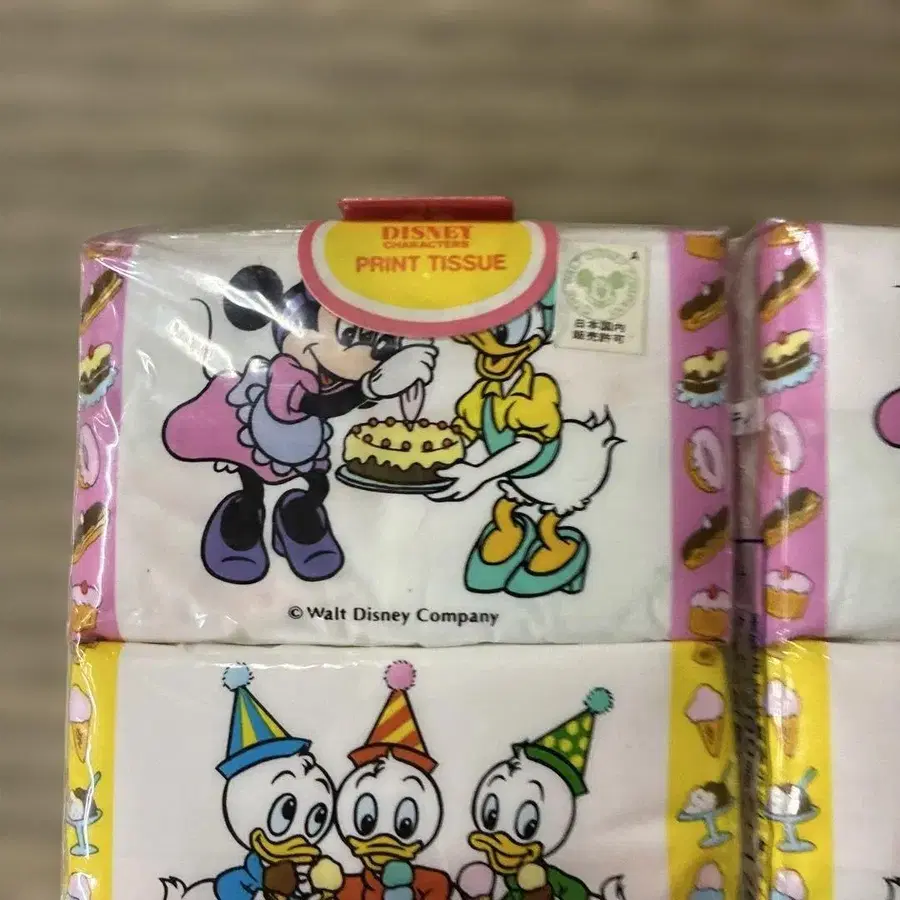 DISNEY
CHARACTERS
PRINT TISSUE
A
日本国内
販売許可
© Walt Disney Company